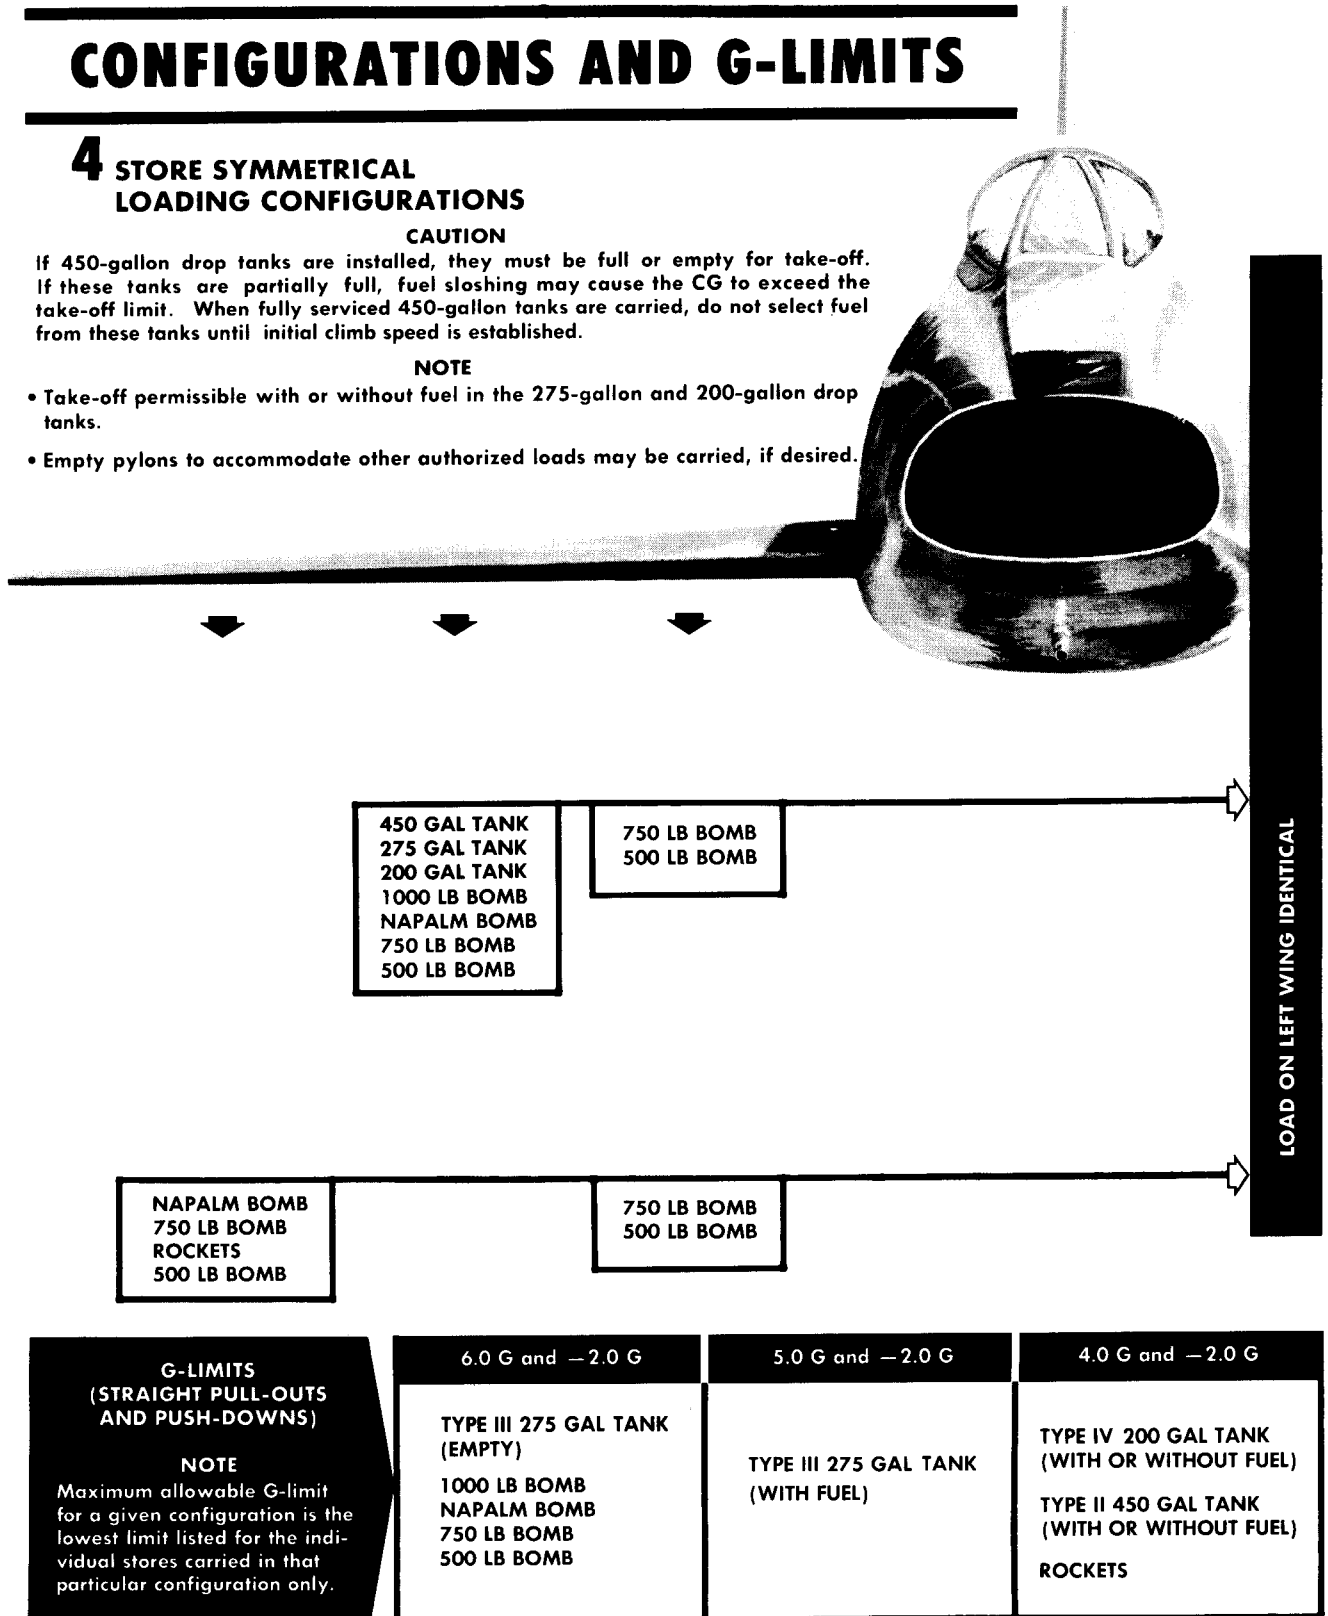 CONFIGURATIONS AND G-LIMITS
4 STORE SYMMETRICAL
LOADING CONFIGURATIONS
CAUTION
If 450-gallon drop tanks are installed, they must be full or empty for take-off.
If these tanks are partially full, fuel sloshing may cause the CG to exceed the
take-off limit. When fully serviced 450-gallon tanks are carried, do not select fuel
from these tanks until initial climb speed is established.
NOTE
• Take-off permissible with or without fuel in the 275-gallon and 200-gallon drop
tanks.
• Empty pylons to accommodate other authorized loads may be carried, if desired.
450 GAL TANK
275 GAL TANK
200 GAL TANK
1000 LB BOMB
NAPALM BOMB
750 LB BOMB
500 LB BOMB
750 LB BOMB
500 LB BOMB
LOAD ON LEFT WING IDENTICAL
NAPALM BOMB
750 LB BOMB
ROCKETS
500 LB BOMB
750 LB BOMB
500 LB BOMB
G-LIMITS
(STRAIGHT PULL-OUTS
AND PUSH-DOWNS)
NOTE
Maximum allowable G-limit
for a given configuration is the
lowest limit listed for the indi-
vidual stores carried in that
particular configuration only.
6.0 G and —2.0 G
TYPE III 275 GAL TANK
(EMPTY)
1000 LB BOMB
NAPALM BOMB
750 LB BOMB
500 LB BOMB
5.0 G and —2.0 G
TYPE III 275 GAL TANK
(WITH FUEL)
4.0 G and —2.0 G
TYPE IV 200 GAL TANK
(WITH OR WITHOUT FUEL)
TYPE II 450 GAL TANK
(WITH OR WITHOUT FUEL)
ROCKETS